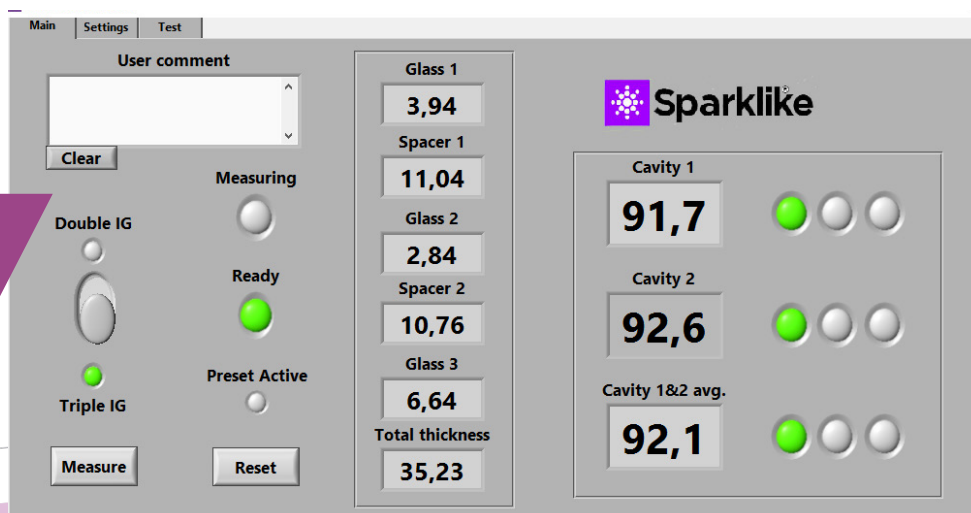 Main
Settings
Test
User comment
Clear
Measuring
Double IG
Ready
Triple IG
Preset Active
Measure
Reset
Glass 1
3,94
Spacer 1
11,04
Glass 2
2,84
Spacer 2
10,76
Glass 3
6,64
Total thickness
35,23
Sparklike
Cavity 1
91,7
Cavity 2
92,6
Cavity 1&2 avg.
92,1